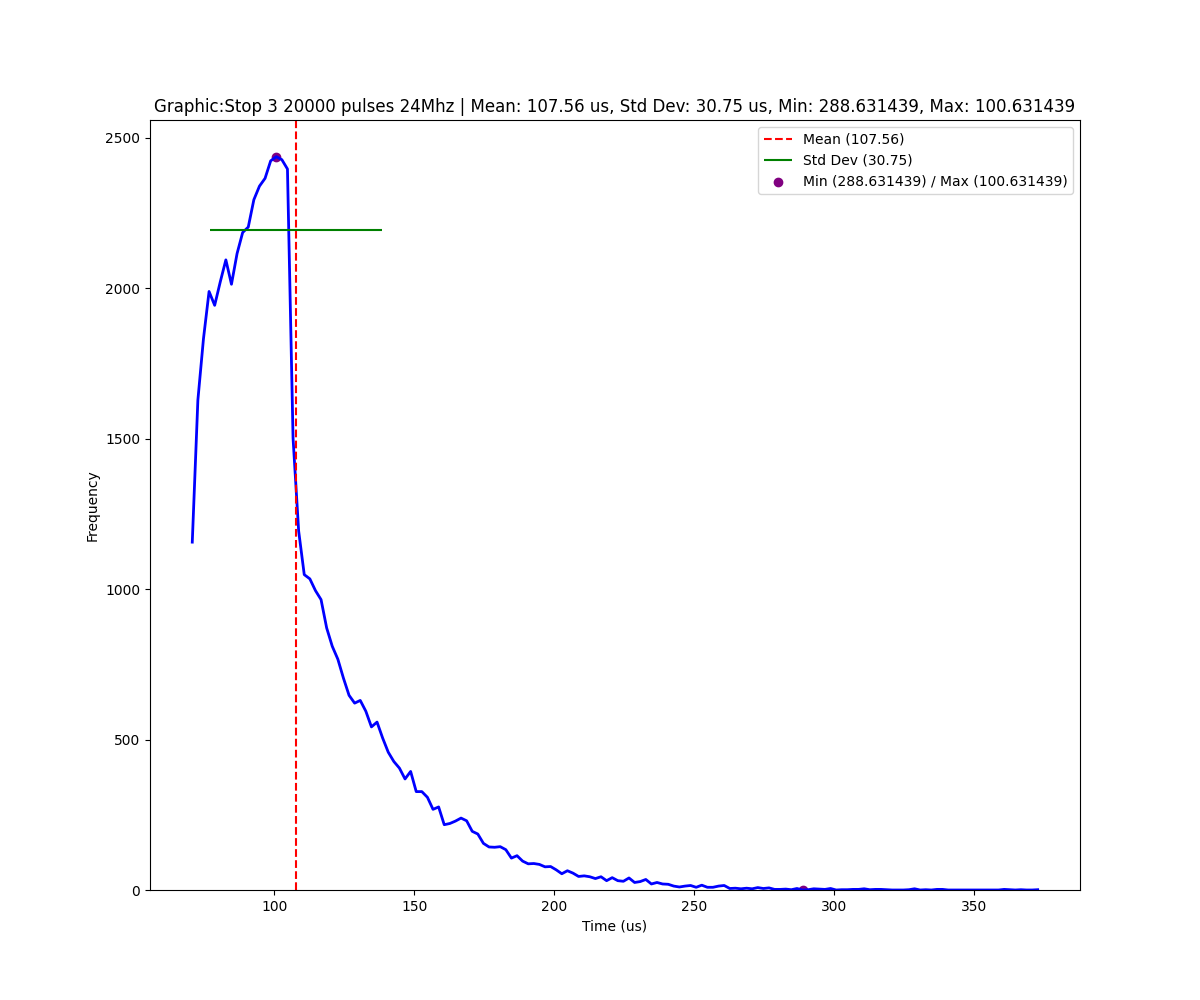 Graphic:Stop 3 20000 pulses 24Mhz | Mean: 107.56 us, Std Dev: 30.75 us, Min: 288.631439, Max: 100.631439
Mean (107.56)
Std Dev (30.75)
Min (288.631439) / Max (100.631439)
2500
2000
1500
1000
500
0
Frequency
100
150
200
250
300
350
Time (us)